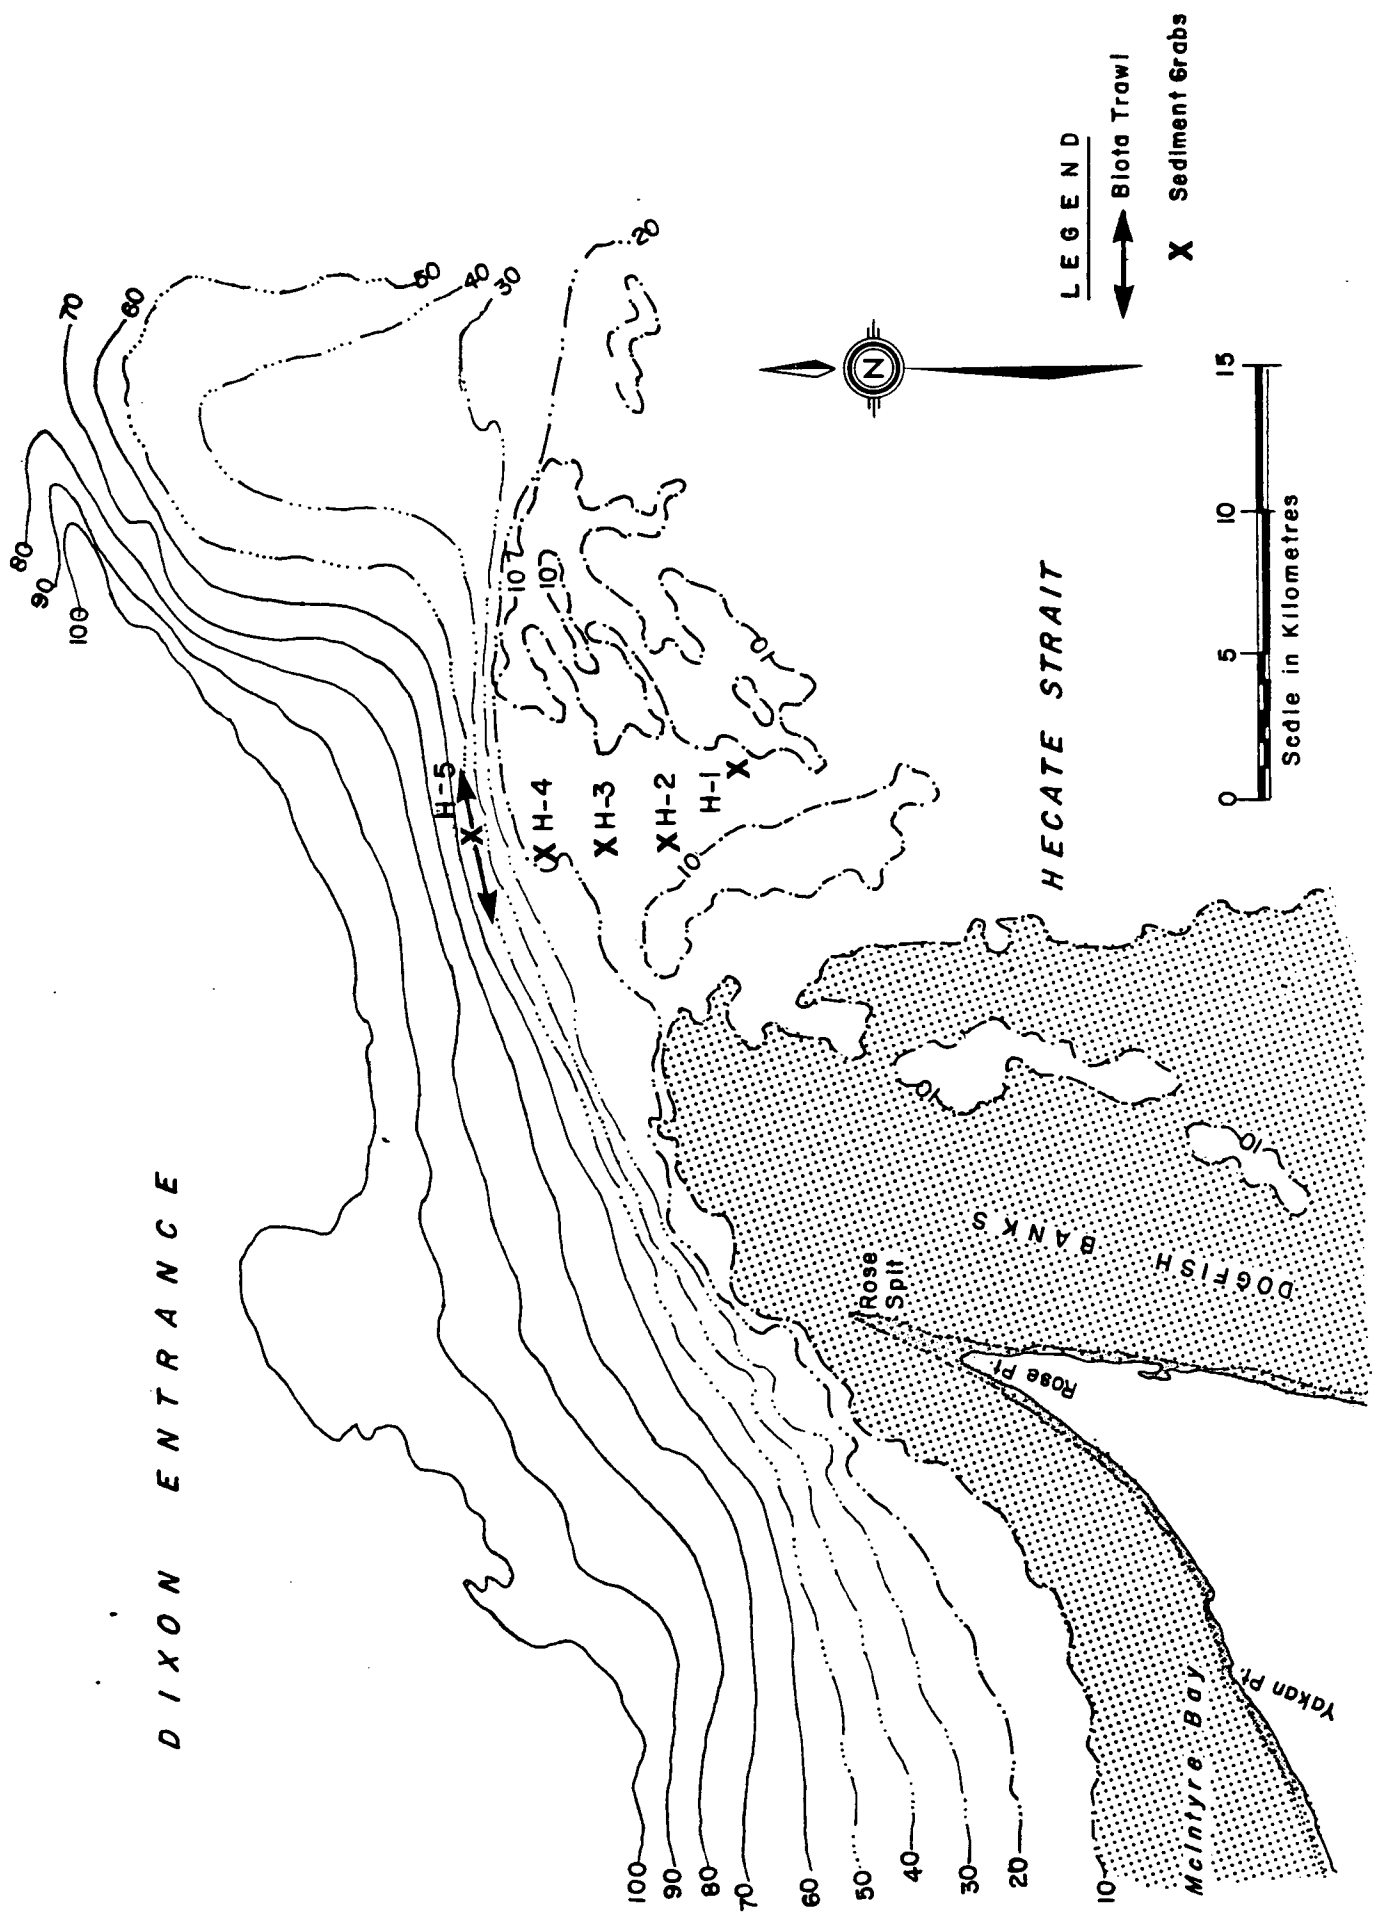 DIXON ENTRANCE
80
90
100
70
60
50
40
30
20
10
10
10
10
H-5
X
X H-4
X H-3
X H-2
H-1
X
HECATE STRAIT
10
10
DOGFISH BANKS
Rose
Spit
Rose Pt.
Yakan Pt.
McIntyre Bay
100
90
80
70
60
50
40
30
20
10
N
LEGEND
Biota Trawl
X Sediment Grabs
0 5 10 15
Scale in Kilometres